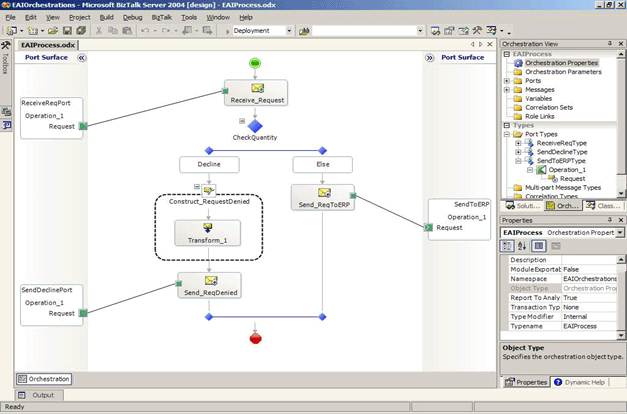 EAIOrchestrations - Microsoft BizTalk Server 2004 [design] - EAIProcess.odx
File Edit View Project Build Debug BizTalk Tools Window Help
Deployment
EAIProcess.odx
Toolbox
Port Surface
Port Surface
Receive_Request
ReceiveReqPort
Operation_1
Request
CheckQuantity
Decline
Else
Construct_RequestDenied
Transform_1
Send_ReqToERP
SendToERP
Operation_1
Request
Send_ReqDenied
SendDeclinePort
Operation_1
Request
Orchestration
Output
Ready
Orchestration View
EAIProcess
Orchestration Properties
Orchestration Parameters
Ports
Messages
Variables
Correlation Sets
Role Links
Types
Port Types
ReceiveReqType
SendDeclineType
SendToERPType
Operation_1
Request
Multi-part Message Types
Correlation Types
Soluti... Orch... Class...
Properties
EAIProcess Orchestration Propert
Description
ModuleExportab False
Namespace EAIOrchestrations
Object Type Orchestration Prop
Report To Analy True
Transaction Typ None
Type Modifier Internal
Typename EAIProcess
Object Type
Specifies the orchestration object type.
Properties Dynamic Help